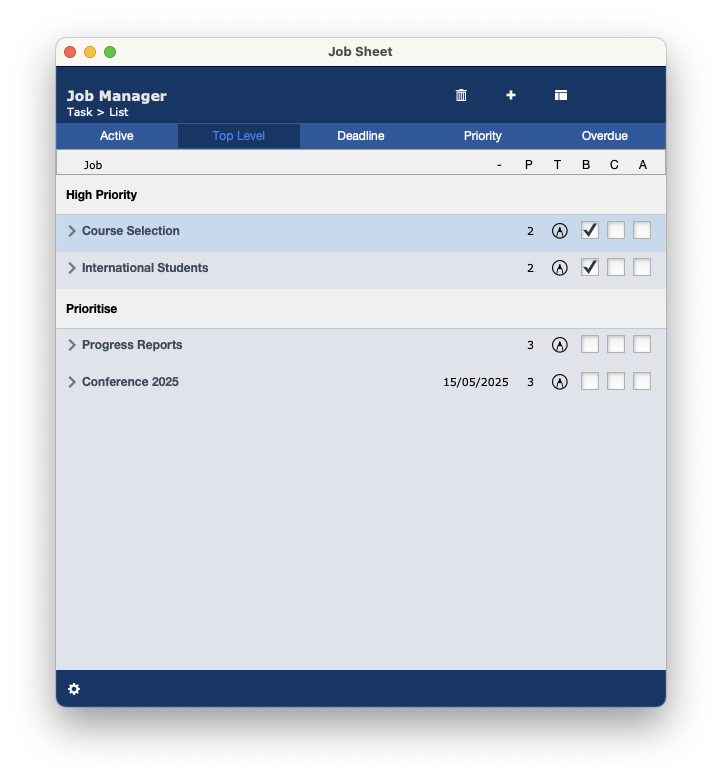 Job Sheet
Job Manager
Task > List
Active Top Level Deadline Priority Overdue
Job - P T B C A
High Priority
Course Selection 2
International Students 2
Prioritise
Progress Reports 3
Conference 2025 15/05/2025 3